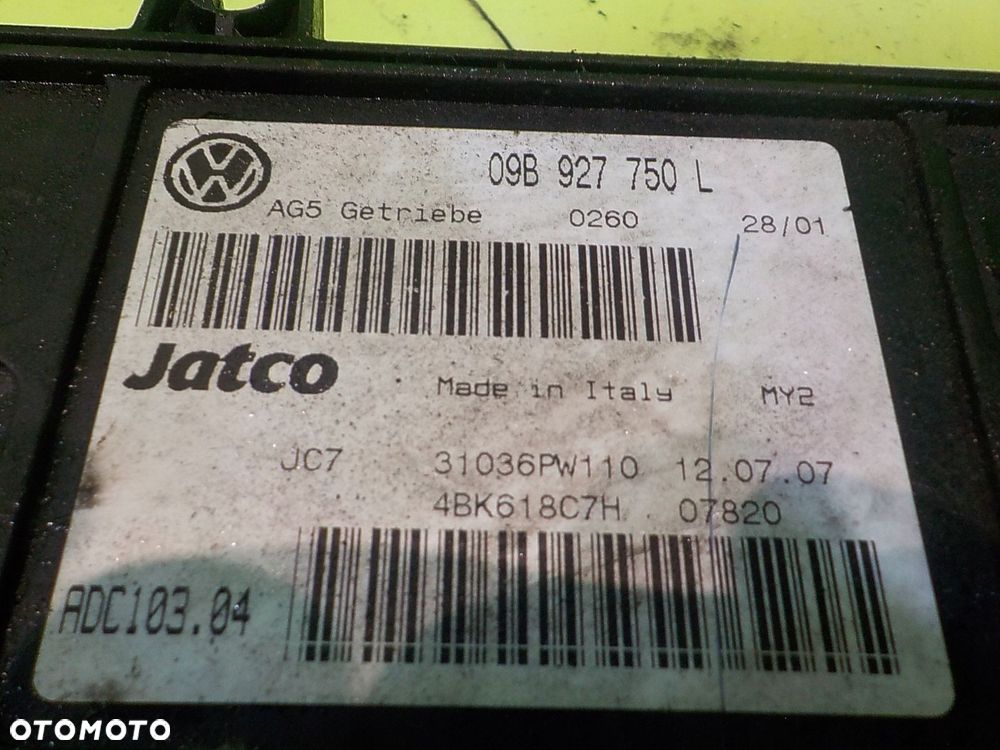 09B 927 750 L
AG5 Getriebe 0260 28/01
Jatco Made in Italy MY2
JC7 31036PW110 12.07.07
4BK618C7H 07820
ADC103.04
OTOMOTO